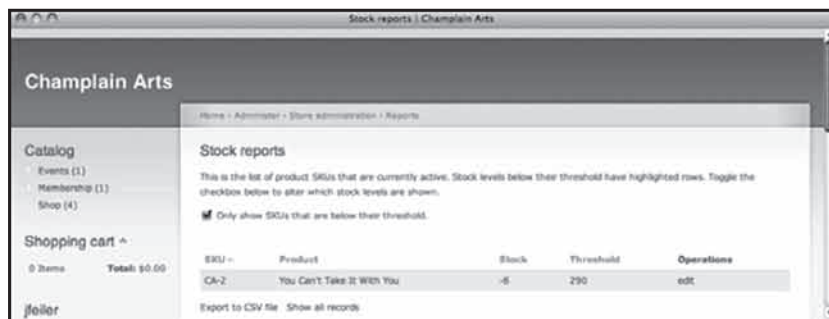 Stock reports | Champlain Arts
Champlain Arts
Home › Administer › Store administration › Reports
Catalog
Events (1)
Membership (1)
Shop (4)
Shopping cart ^
0 Items Total: $0.00
jfeiler
Stock reports
This is the list of product SKUs that are currently active. Stock levels below their threshold have highlighted rows. Toggle the
checkbox below to alter which stock levels are shown.
Only show SKUs that are below their threshold.
SKU Product Stock Threshold Operations
CA-2 You Can't Take It With You 290 edit
Export to CSV file Show all records